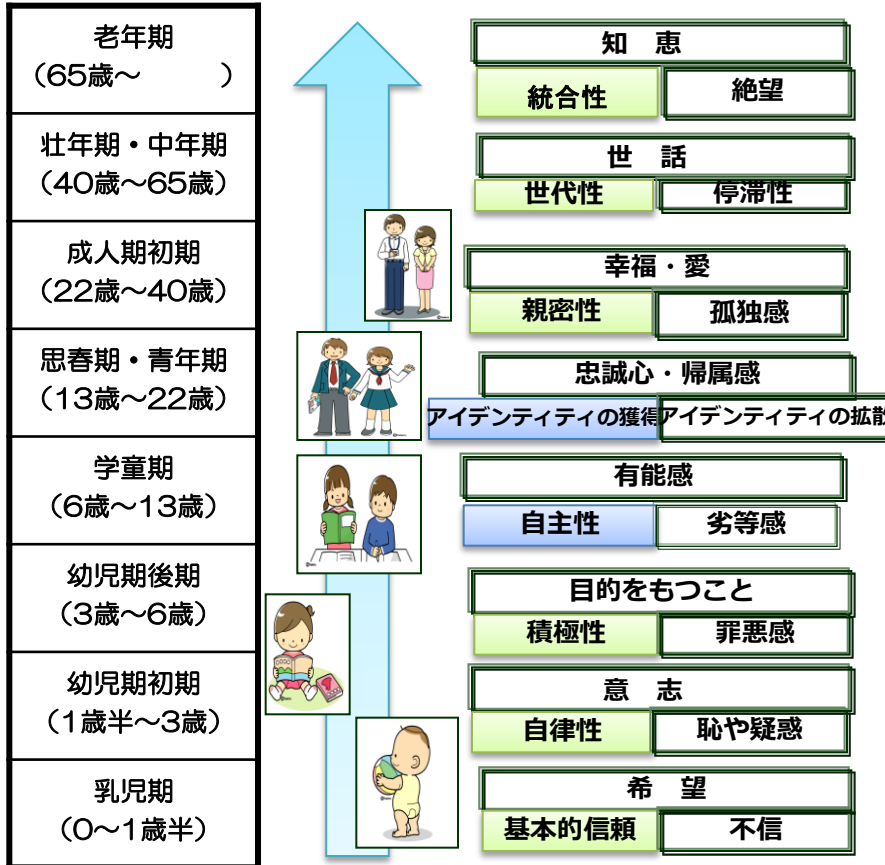 老年期
（65歳～　　　）
知　恵
統合性
絶望
壮年期・中年期
（40歳～65歳）
世　話
世代性
停滞性
成人期初期
（22歳～40歳）
幸福・愛
親密性
孤独感
思春期・青年期
（13歳～22歳）
忠誠心・帰属感
アイデンティティの獲得
アイデンティティの拡散
学童期
（6歳～13歳）
有能感
自主性
劣等感
幼児期後期
（3歳～6歳）
目的をもつこと
積極性
罪悪感
幼児期初期
（1歳半～3歳）
意　志
自律性
恥や疑惑
乳児期
（0～1歳半）
希　望
基本的信頼
不信